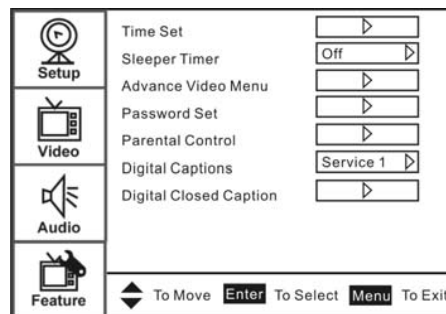 Setup
Video
Audio
Feature
Time Set
Sleeper Timer Off
Advance Video Menu
Password Set
Parental Control
Digital Captions Service 1
Digital Closed Caption
To Move Enter To Select Menu To Exit